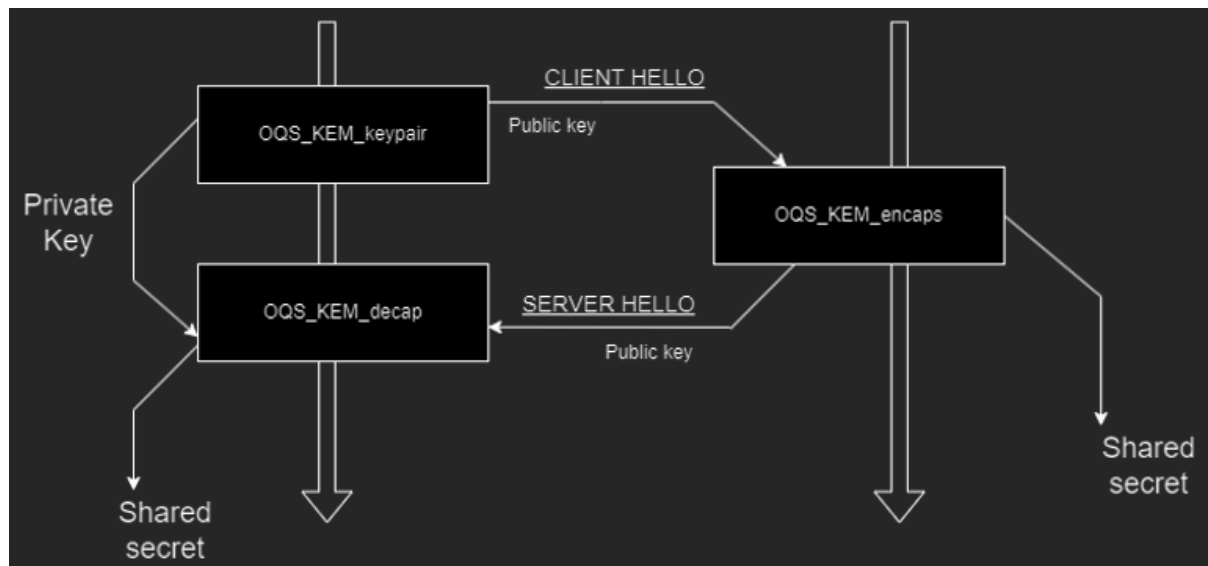 CLIENT HELLO
Public key
OQS_KEM_keypair
Private
Key
OQS_KEM_encaps
OQS_KEM_decap
SERVER HELLO
Public key
Shared
secret
Shared
secret